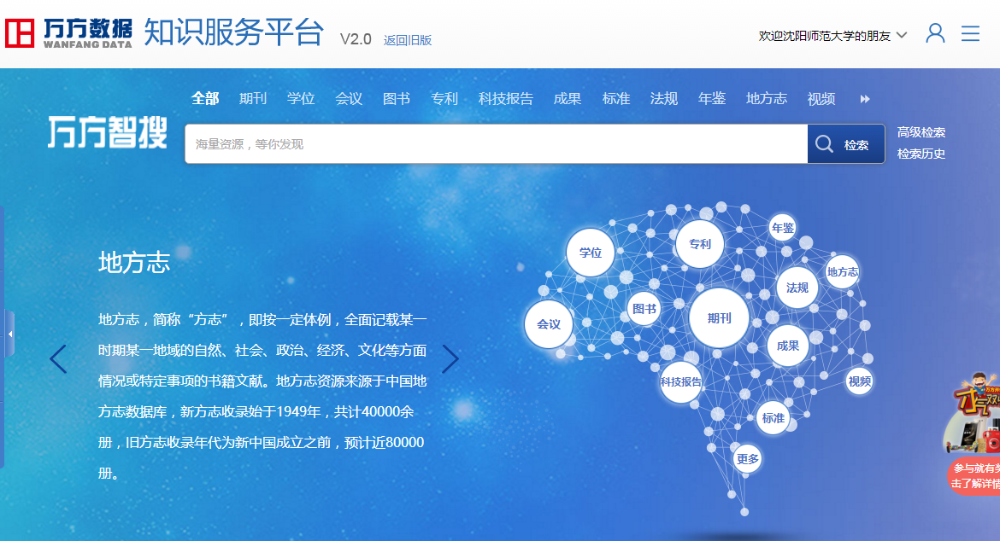 万方数据
WANFANG DATA
知识服务平台
V2.0
返回旧版
欢迎沈阳师范大学的朋友
全部 期刊 学位 会议 图书 专利 科技报告 成果 标准 法规 年鉴 地方志 视频
万方智搜
海量资源，等你发现
检索
高级检索
检索历史
地方志
地方志，简称“方志”，即按一定体例，全面记载某一
时期某一地域的自然、社会、政治、经济、文化等方面
情况或特定事项的书籍文献。地方志资源来源于中国地
方志数据库，新方志收录始于1949年，共计40000余
册，旧方志收录年代为新中国成立之前，预计近80000
册。
年鉴
专利
学位
地方志
法规
图书
期刊
会议
成果
科技报告
视频
标准
更多
才气双收
参与就有奖
击了解详情